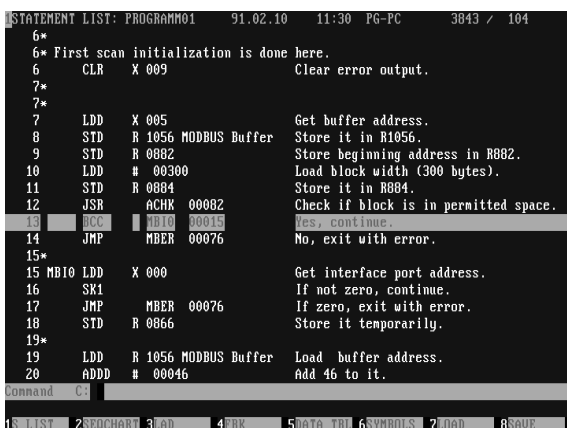 STATEMENT LIST: PROGRAMM01 91.02.10 11:30 PG-PC 3843 / 104
6*
6* First scan initialization is done here.
6 CLR X 009 Clear error output.
7*
7*
7 LDD X 005 Get buffer address.
8 STD R 1056 MODBUS Buffer Store it in R1056.
9 STD R 0882 Store beginning address in R882.
10 LDD # 00300 Load block width (300 bytes).
11 STD R 0884 Store it in R884.
12 JSR ACHK 00082 Check if block is in permitted space.
13 BCC MBI0 00015 Yes, continue.
14 JMP MBER 00076 No, exit with error.
15*
15 MBI0 LDD X 000 Get interface port address.
16 SK1 If not zero, continue.
17 JMP MBER 00076 If zero, exit with error.
18 STD R 0866 Store it temporarily.
19*
19 LDD R 1056 MODBUS Buffer Load buffer address.
20 ADDD # 00046 Add 46 to it.
Command C:
1S LIST 2SEQCHART 3LAD 4FBK 5DATA TBL 6SYMBOLS 7LOAD 8SAVE